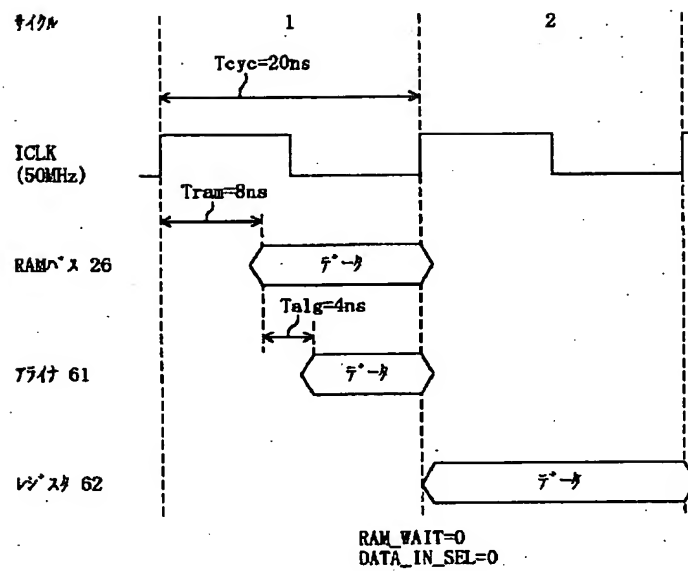 サイクル 1 2
Tcyc=20ns
ICLK
(50MHz)
Tram=8ns
RAMバス 26 データ
Talg=4ns
アライナ 61 データ
レジスタ 62 データ
RAM_WAIT=0
DATA_IN_SEL=0